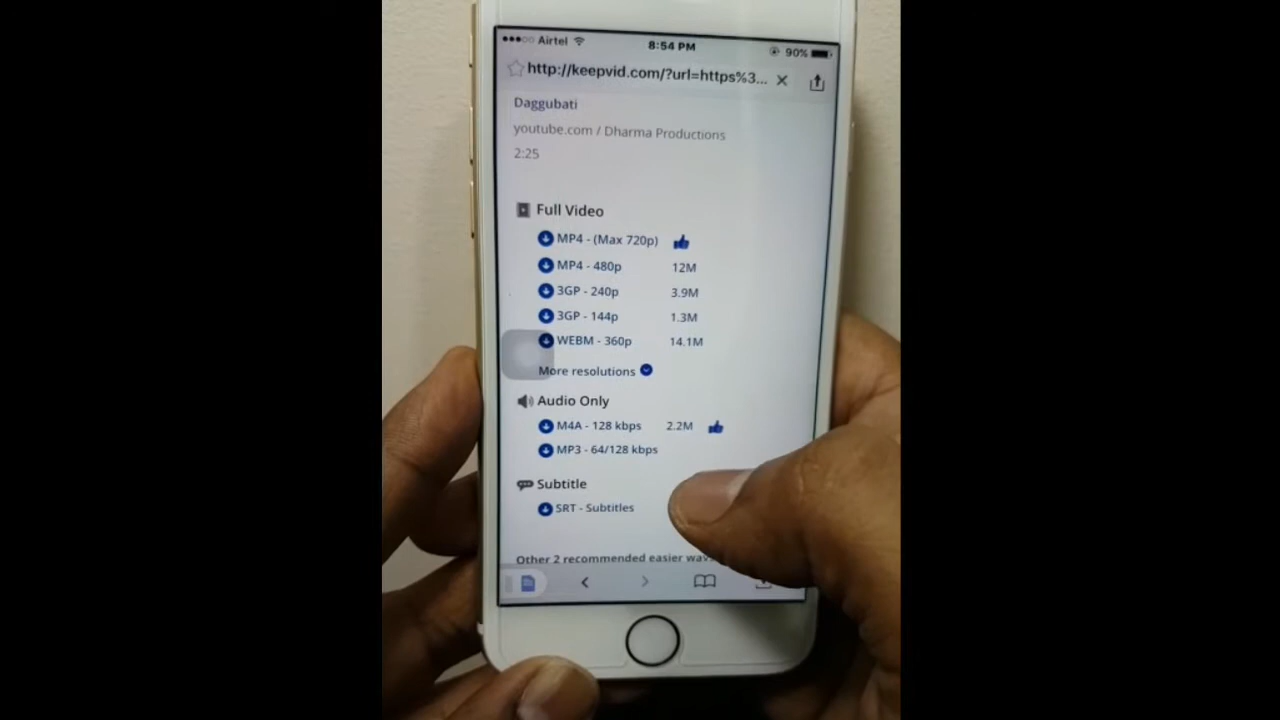 Airtel 8:54 PM 90%
http://keepvid.com/?url=https%3...
Daggubati
youtube.com / Dharma Productions
2:25
Full Video
MP4 - (Max 720p)
MP4 - 480p 12M
3GP - 240p 3.9M
3GP - 144p 1.3M
WEBM - 360p 14.1M
More resolutions
Audio Only
M4A - 128 kbps 2.2M
MP3 - 64/128 kbps
Subtitle
SRT - Subtitles
Other 2 recommended easier